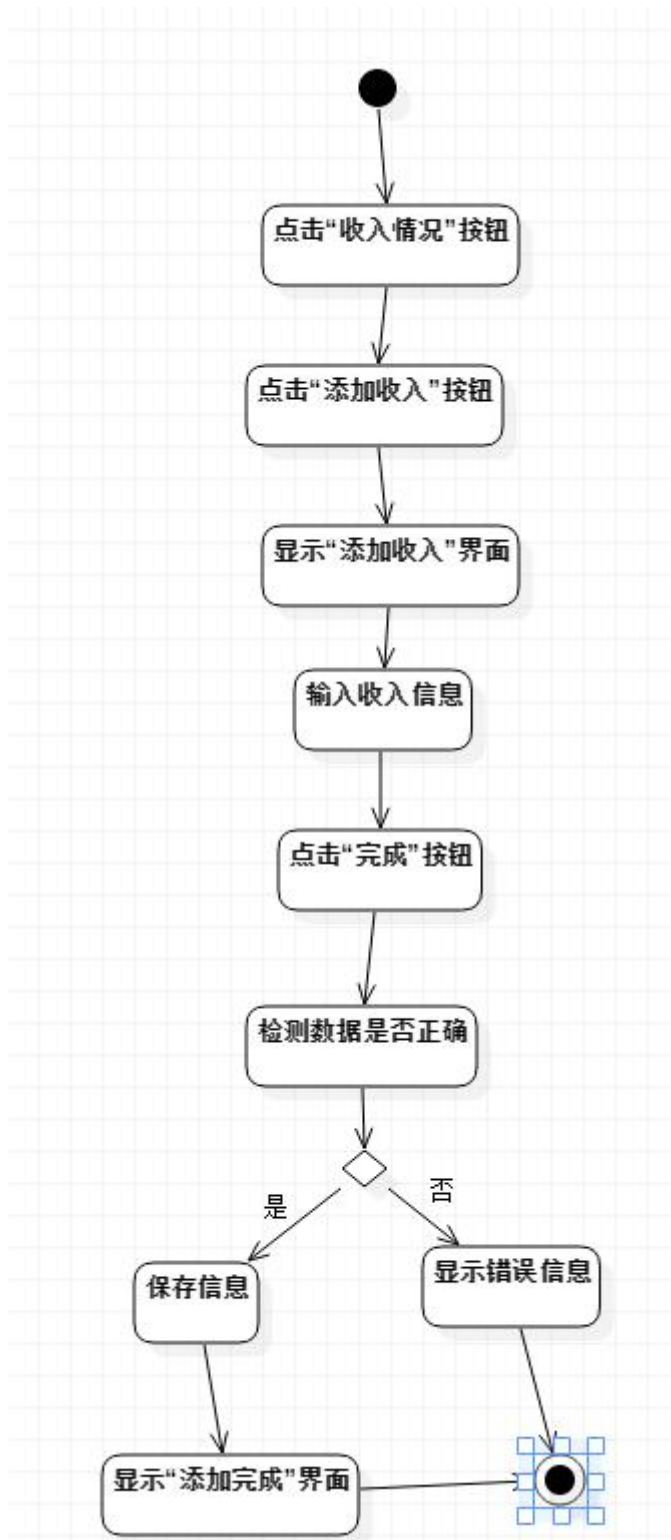 点击“收入情况”按钮
点击“添加收入”按钮
显示“添加收入”界面
输入收入信息
点击“完成”按钮
检测数据是否正确
是
否
保存信息
显示错误信息
显示“添加完成”界面